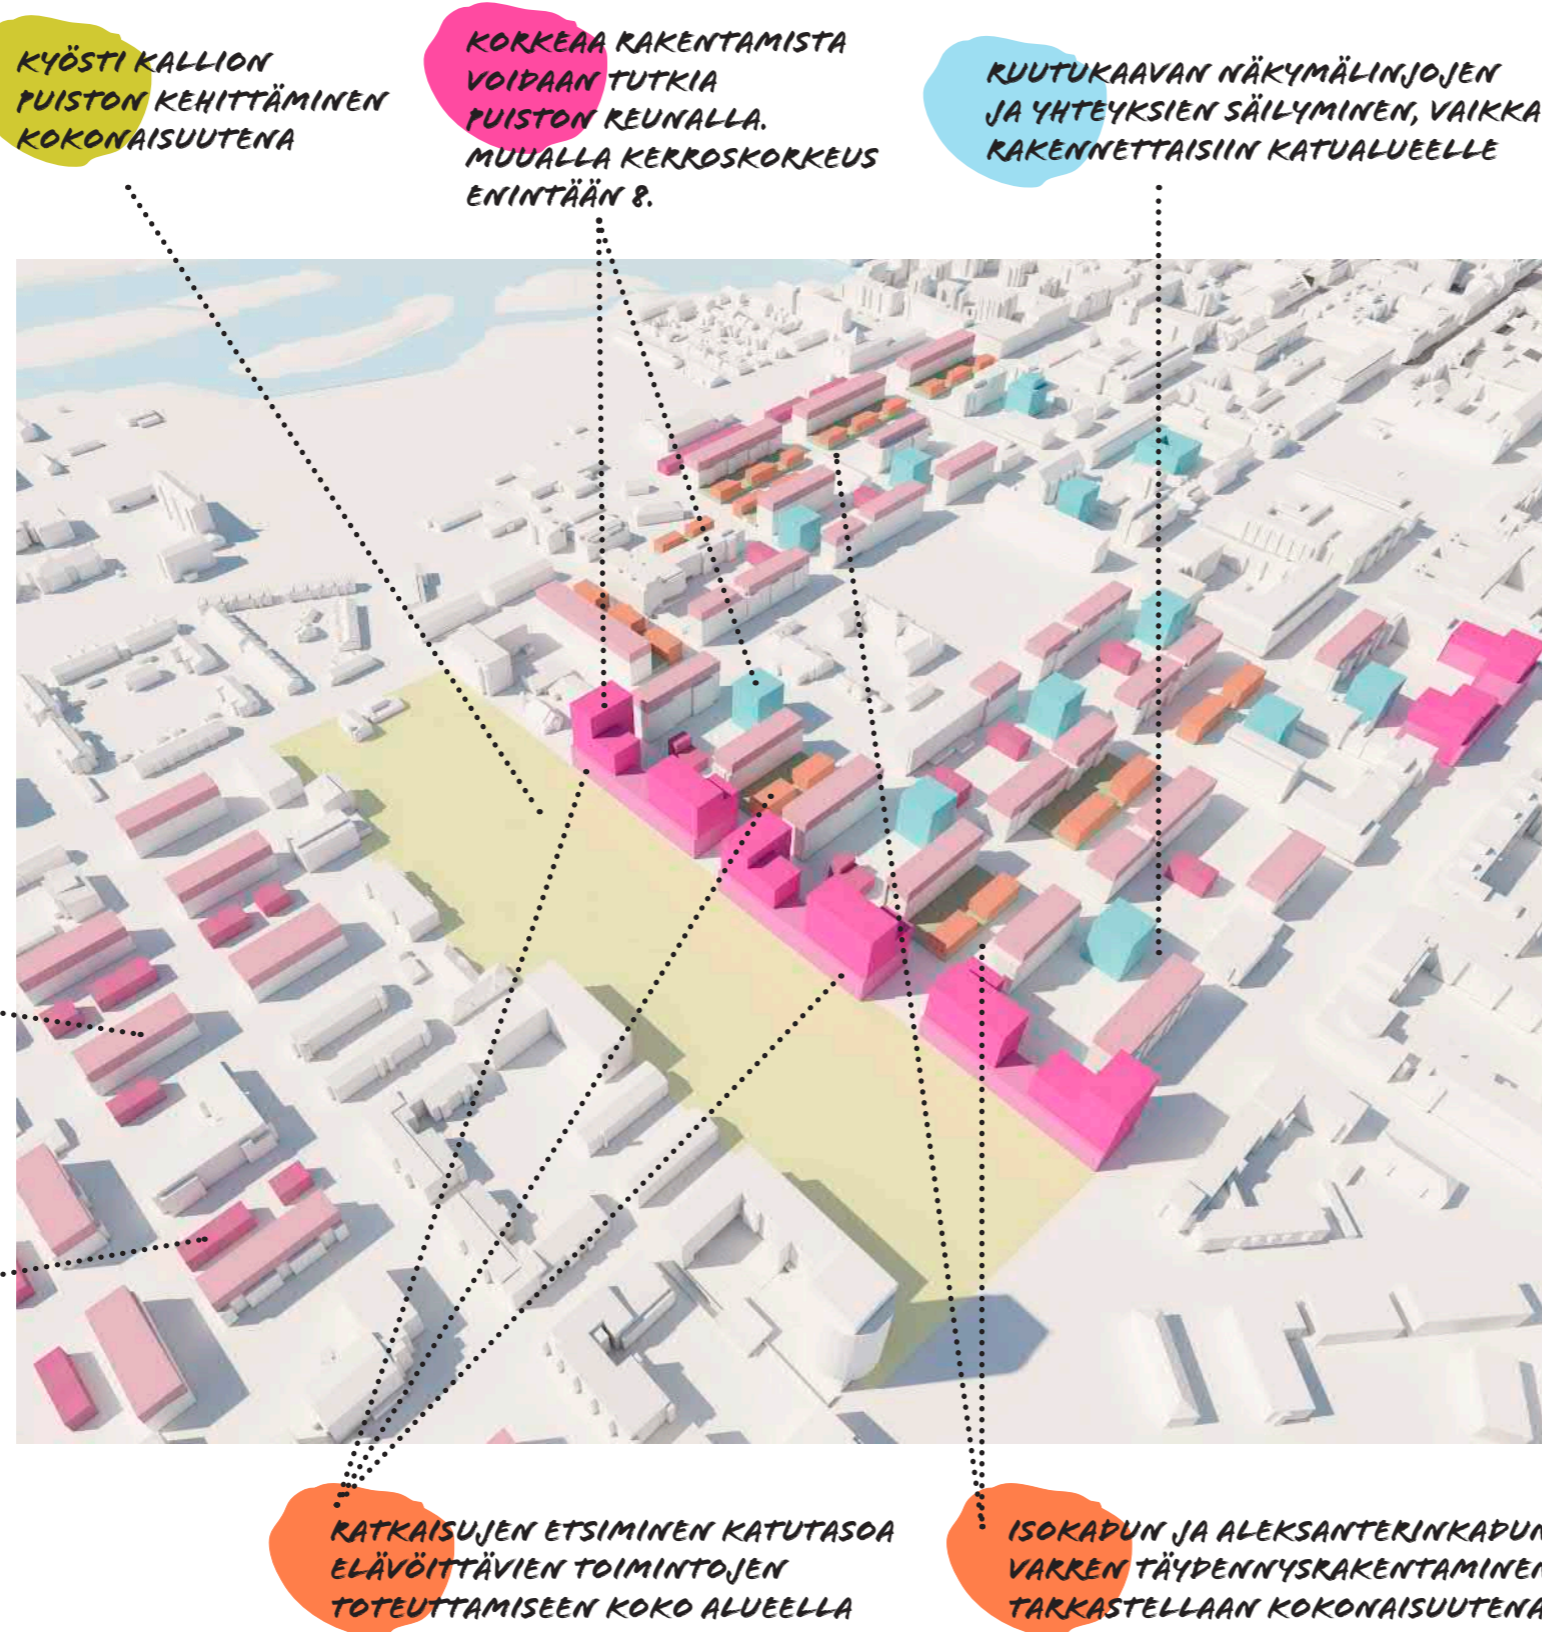 KYÖSTI KALLION
PUISTON KEHITTÄMINEN
KOKONAISUUTENA
KORKEAA RAKENTAMISTA
VOIDAAN TUTKIA
PUISTON REUNALLA.
MUUALLA KERROSKORKEUS
ENINTÄÄN 8.
RUUTUKAAVAN NÄKYMÄLINJOJEN
JA YHTEYKSIEN SÄILYMINEN, VAIKKA
RAKENNETTAISIIN KATUALUEELLE
RATKAISUJEN ETSIMINEN KATUTASOA
ELÄVÖITTÄVIEN TOIMINTOJEN
TOTEUTTAMISEEN KOKO ALUEELLA
ISOKADUN JA ALEKSANTERINKADUN
VARREN TÄYDENNYSRAKENTAMINEN
TARKASTELLAAN KOKONAISUUTENA